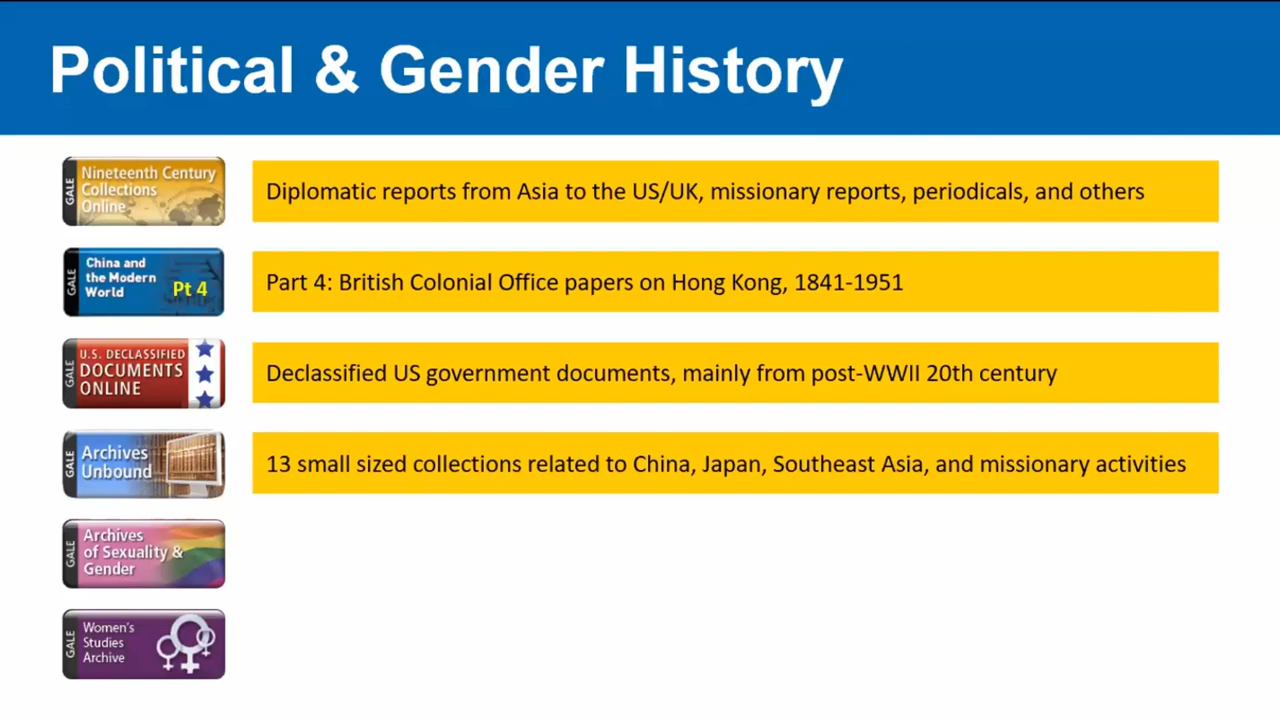 Political & Gender History
GALE
Nineteenth Century
Collections
Online
Diplomatic reports from Asia to the US/UK, missionary reports, periodicals, and others
GALE
China and
the Modern
World
Pt 4
Part 4: British Colonial Office papers on Hong Kong, 1841-1951
GALE
U.S. DECLASSIFIED
DOCUMENTS
ONLINE
Declassified US government documents, mainly from post-WWII 20th century
GALE
Archives
Unbound
13 small sized collections related to China, Japan, Southeast Asia, and missionary activities
GALE
Archives
of Sexuality &
Gender
GALE
Women's
Studies
Archive